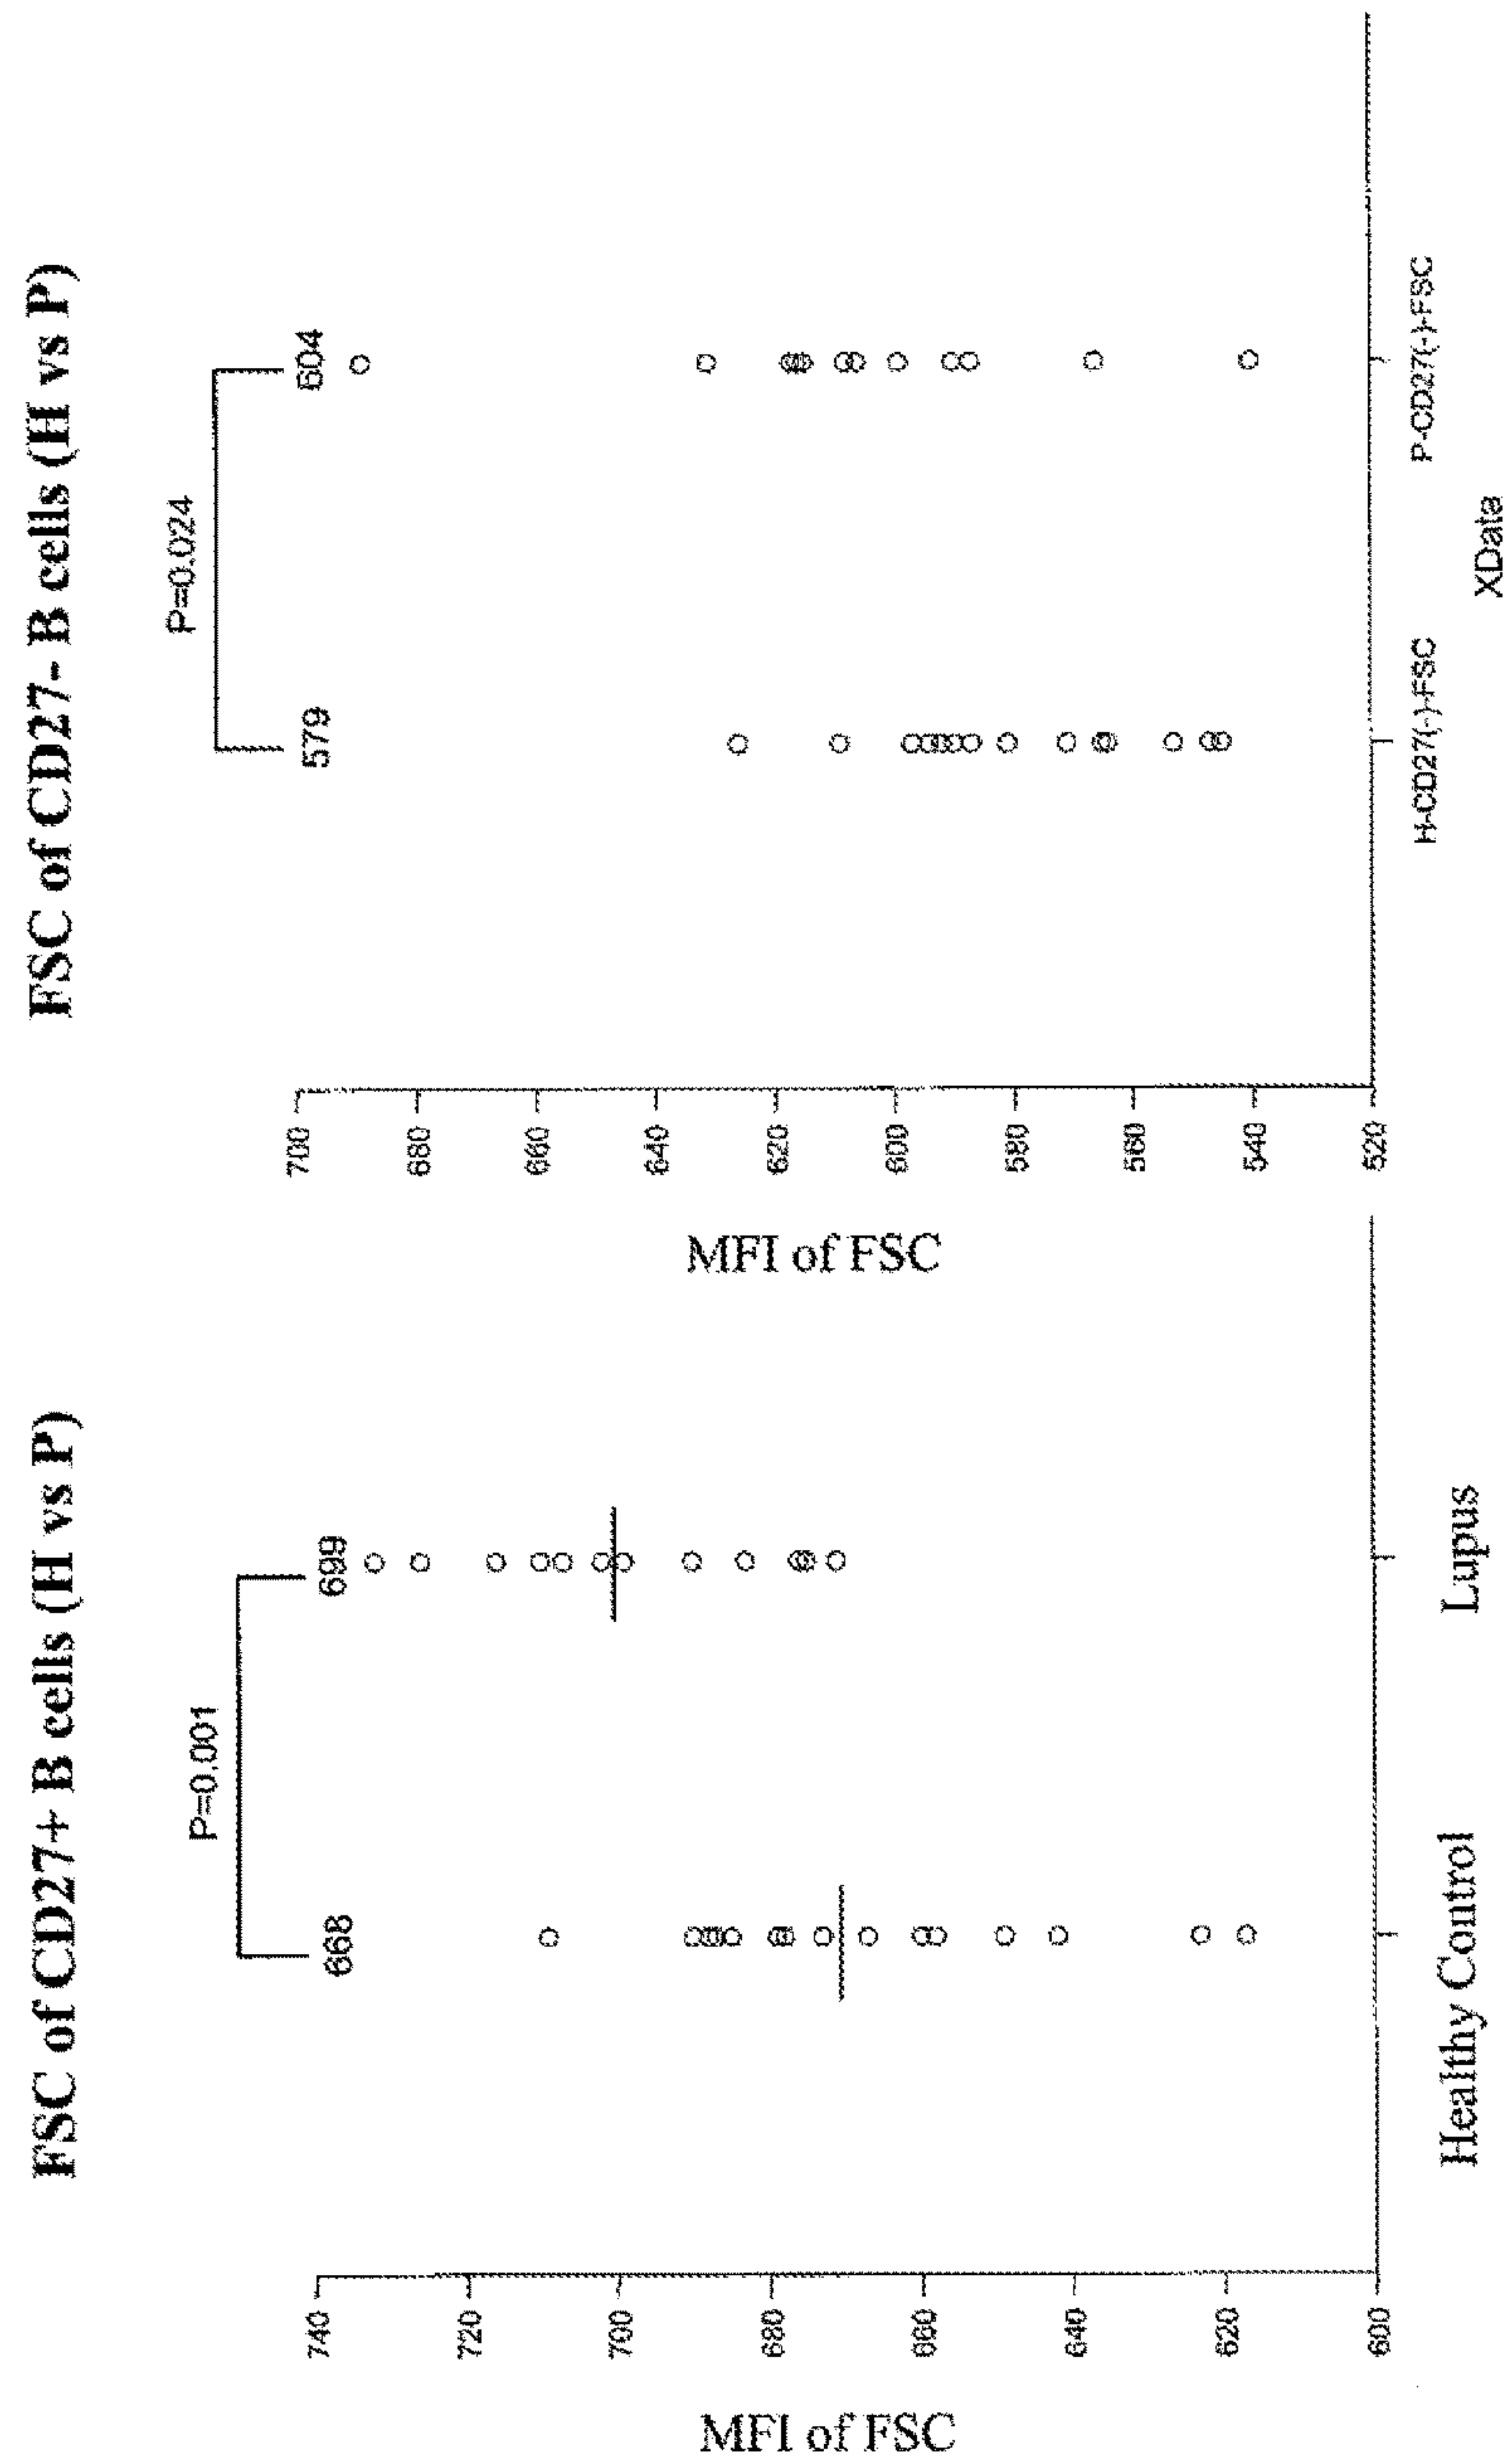 FSC of CD27+ B cells (H vs P)
P=0.001
668
699
740
720
700
680
660
640
620
600
MFI of FSC
Healthy Control
Lupus
FSC of CD27- B cells (H vs P)
P=0.024
579
604
700
680
660
640
620
600
580
560
540
520
MFI of FSC
H-CD27(-)-FSC
P-CD27(-)-FSC
XData